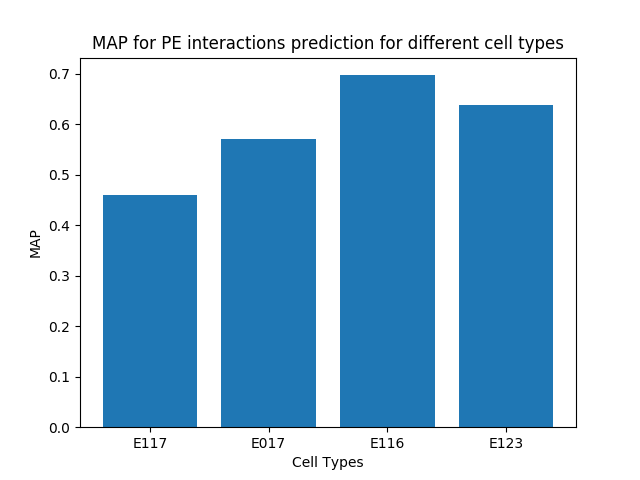 MAP for PE interactions prediction for different cell types
0.7
0.6
0.5
0.4
0.3
0.2
0.1
0.0
MAP
E117 E017 E116 E123
Cell Types